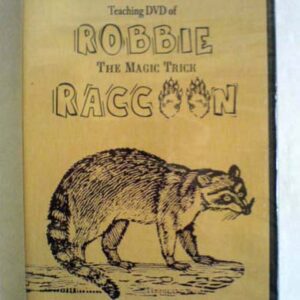 Teaching DVD of
ROBBIE
THE MAGIC TRICK
RACCOON